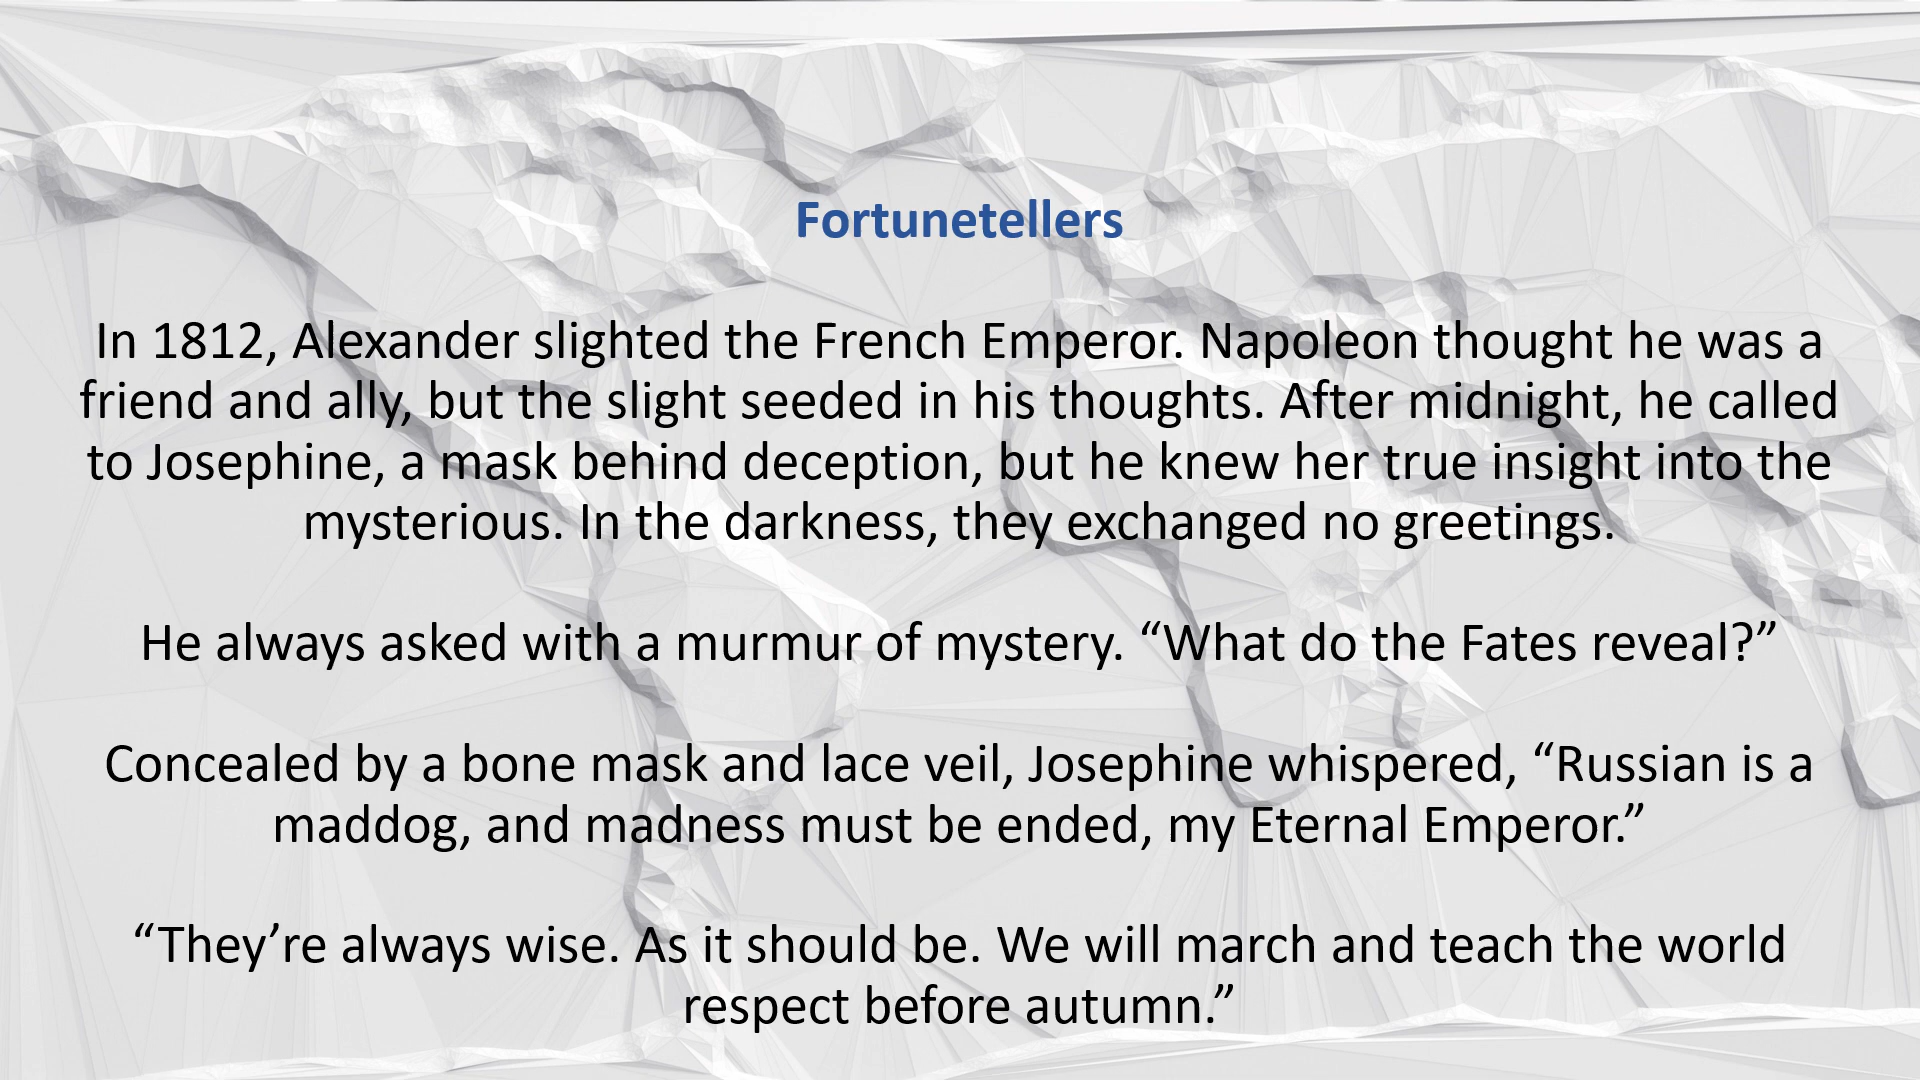 Fortunetellers
In 1812, Alexander slighted the French Emperor. Napoleon thought he was a
friend and ally, but the slight seeded in his thoughts. After midnight, he called
to Josephine, a mask behind deception, but he knew her true insight into the
mysterious. In the darkness, they exchanged no greetings.
He always asked with a murmur of mystery. “What do the Fates reveal?”
Concealed by a bone mask and lace veil, Josephine whispered, “Russian is a
maddog, and madness must be ended, my Eternal Emperor.”
“They’re always wise. As it should be. We will march and teach the world
respect before autumn.”